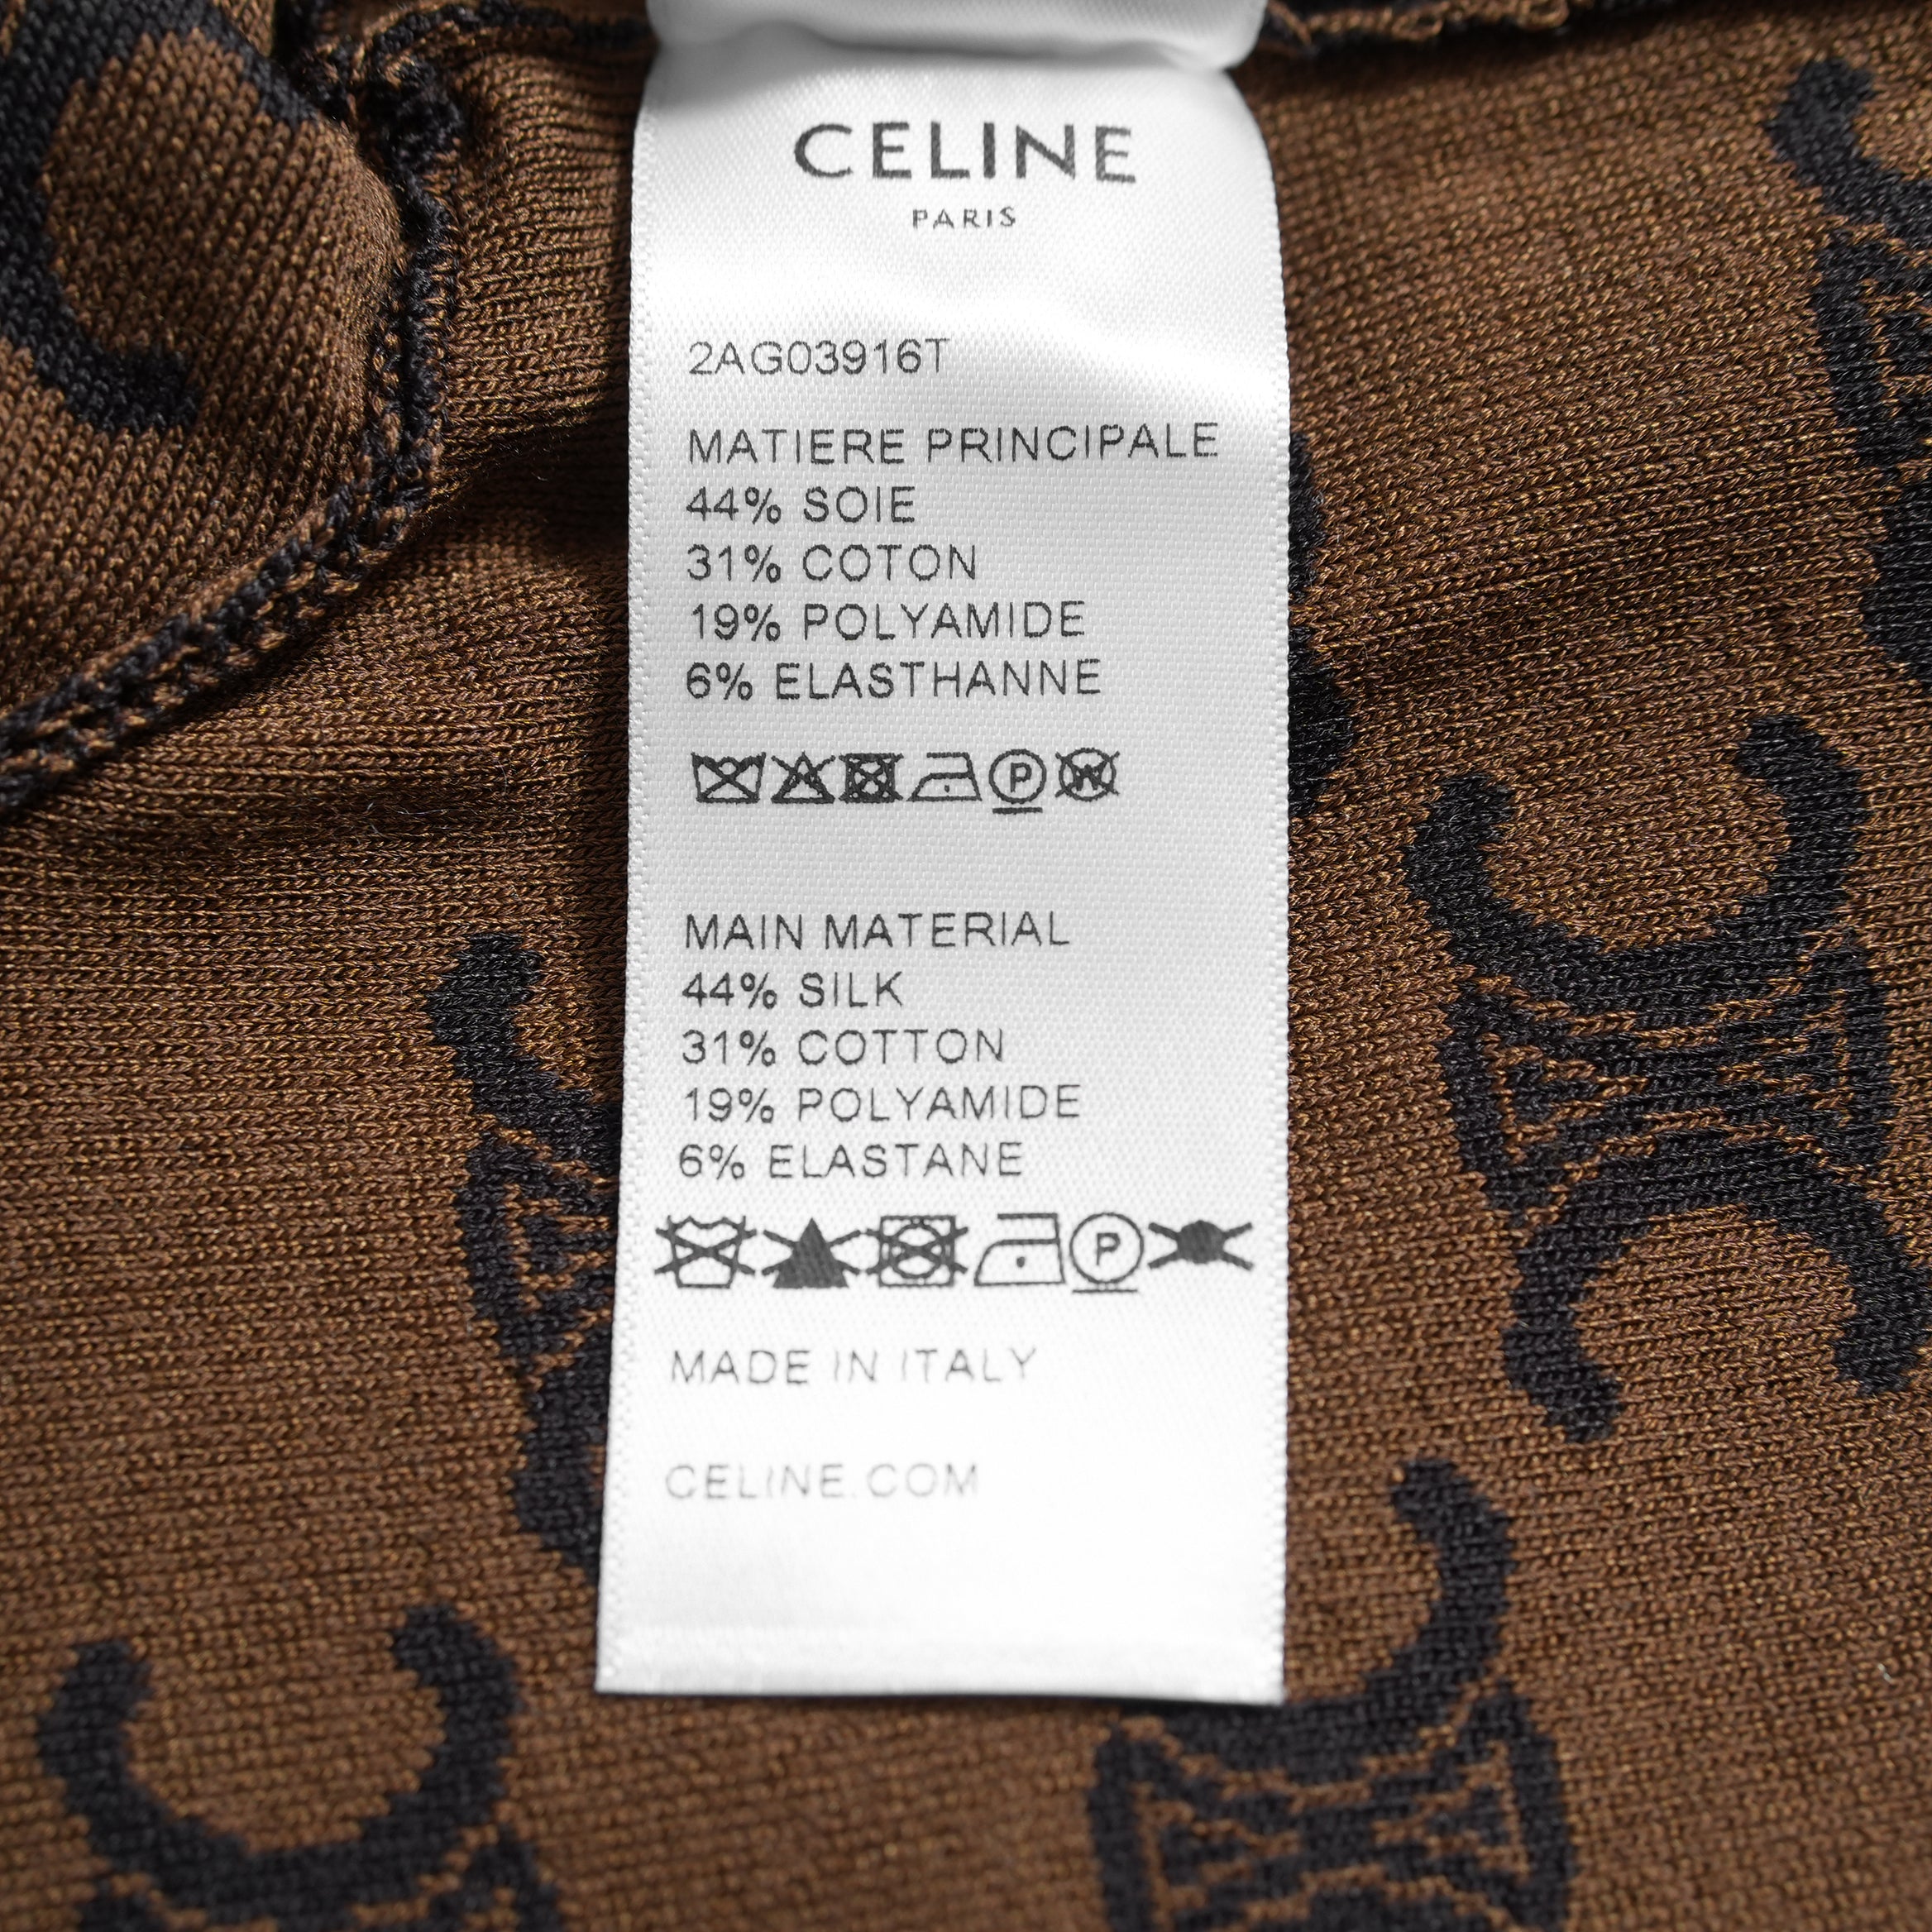 CELINE
PARIS
2AG03916T
MATIERE PRINCIPALE
44% SOIE
31% COTON
19% POLYAMIDE
6% ELASTHANNE
P W
MAIN MATERIAL
44% SILK
31% COTTON
19% POLYAMIDE
6% ELASTANE
P
MADE IN ITALY
CELINE.COM